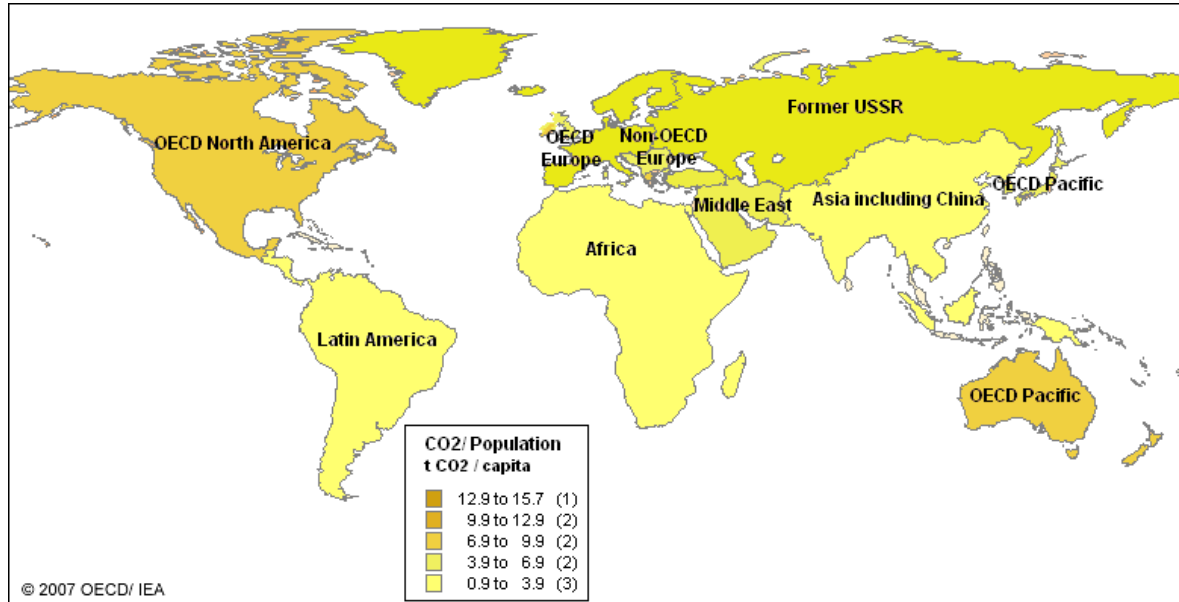 OECD North America
Former USSR
OECD
Europe
Non-OECD
Europe
OECD Pacific
Middle East
Asia including China
Africa
Latin America
OECD Pacific
CO2/ Population
t CO2 / capita
12.9 to 15.7 (1)
9.9 to 12.9 (2)
6.9 to 9.9 (2)
3.9 to 6.9 (2)
0.9 to 3.9 (3)
© 2007 OECD/ IEA